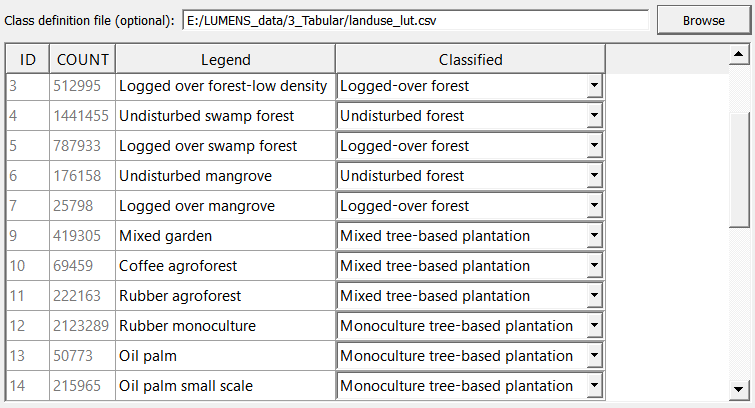 Class definition file (optional): E:/LUMENS_data/3_Tabular/landuse_lut.csv Browse
ID COUNT Legend Classified
3 512995 Logged over forest-low density Logged-over forest
4 1441455 Undisturbed swamp forest Undisturbed forest
5 787933 Logged over swamp forest Logged-over forest
6 176158 Undisturbed mangrove Undisturbed forest
7 25798 Logged over mangrove Logged-over forest
9 419305 Mixed garden Mixed tree-based plantation
10 69459 Coffee agroforest Mixed tree-based plantation
11 222163 Rubber agroforest Mixed tree-based plantation
12 2123289 Rubber monoculture Monoculture tree-based plantation
13 50773 Oil palm Monoculture tree-based plantation
14 215965 Oil palm small scale Monoculture tree-based plantation